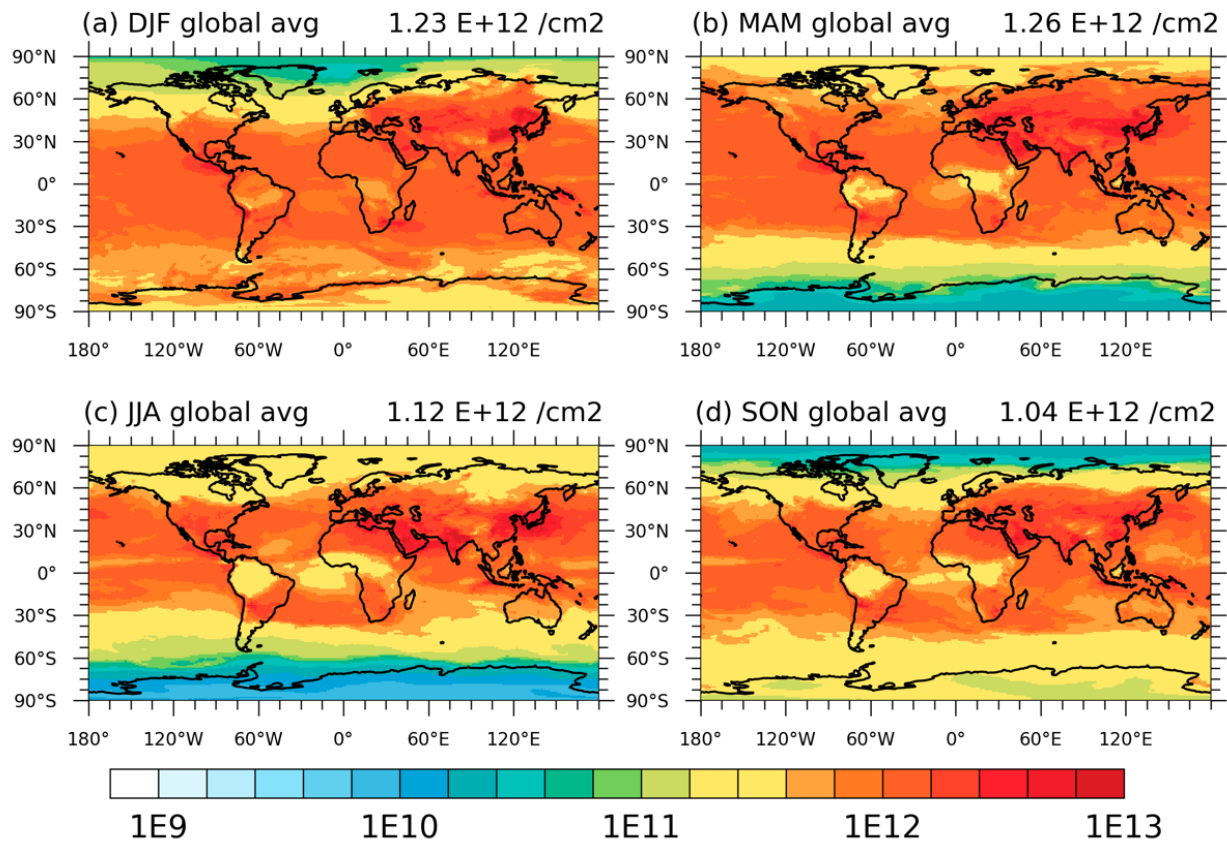 (a) DJF global avg 1.23 E+12 /cm2
(b) MAM global avg 1.26 E+12 /cm2
90°N
60°N
30°N
0°
30°S
60°S
90°S
180° 120°W 60°W 0° 60°E 120°E
90°N
60°N
30°N
0°
30°S
60°S
90°S
180° 120°W 60°W 0° 60°E 120°E
(c) JJA global avg 1.12 E+12 /cm2
(d) SON global avg 1.04 E+12 /cm2
90°N
60°N
30°N
0°
30°S
60°S
90°S
180° 120°W 60°W 0° 60°E 120°E
90°N
60°N
30°N
0°
30°S
60°S
90°S
180° 120°W 60°W 0° 60°E 120°E
1E9 1E10 1E11 1E12 1E13